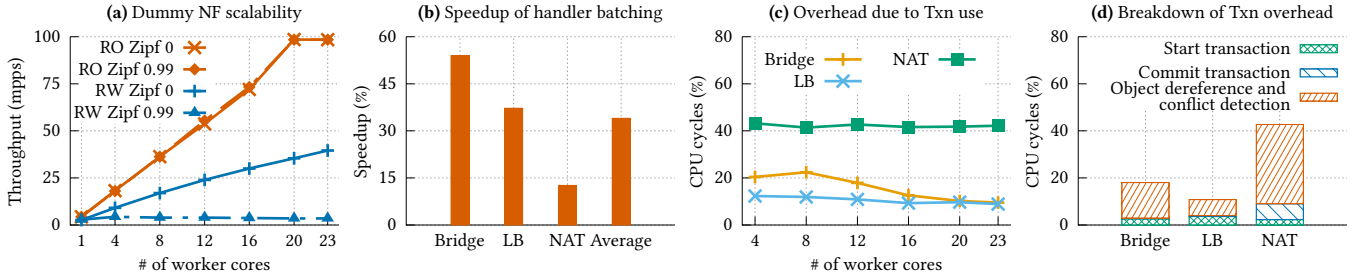 (a) Dummy NF scalability
Throughput (mpps)
100
75
50
25
0
RO Zipf 0
RO Zipf 0.99
RW Zipf 0
RW Zipf 0.99
1 4 8 12 16 20 23
# of worker cores
(b) Speedup of handler batching
Speedup (%)
60
45
30
15
0
Bridge LB NAT Average
(c) Overhead due to Txn use
CPU cycles (%)
80
60
40
20
0
Bridge
LB
NAT
4 8 12 16 20 23
# of worker cores
(d) Breakdown of Txn overhead
CPU cycles (%)
80
60
40
20
0
Start transaction
Commit transaction
Object dereference and
conflict detection
Bridge LB NAT